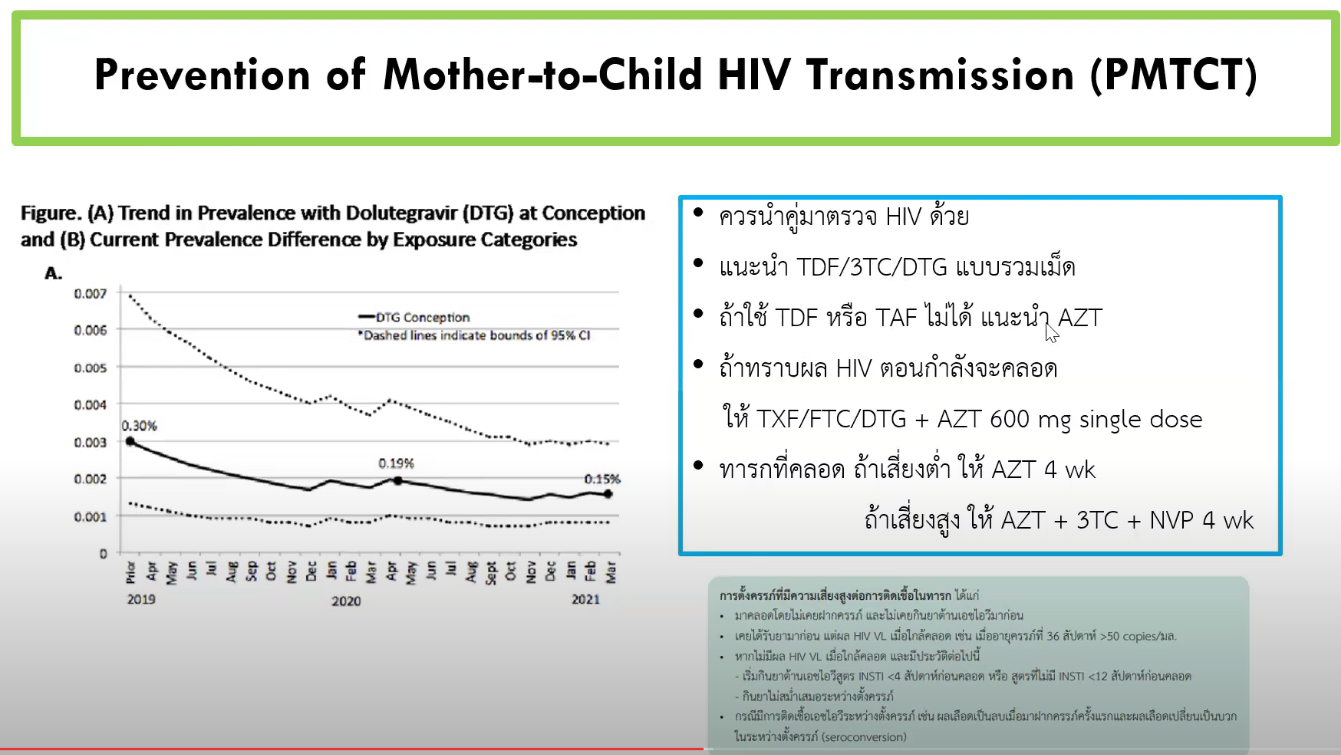 Prevention of Mother-to-Child HIV Transmission (PMTCT)
Figure. (A) Trend in Prevalence with Dolutegravir (DTG) at Conception
and (B) Current Prevalence Difference by Exposure Categories
A.
0.007
0.006
0.005
0.004
0.003
0.002
0.001
0
DTG Conception
*Dashed lines indicate bounds of 95% CI
0.30%
0.19%
0.15%
Prior Apr May Jun Jul Aug Sep Oct Nov Dec Jan Feb Mar Apr May Jun Jul Aug Sept Oct Nov Dec Jan Feb Mar
2019 2020 2021
• ควรนำคู่มาตรวจ HIV ด้วย
• แนะนำ TDF/3TC/DTG แบบรวมเม็ด
• ถ้าใช้ TDF หรือ TAF ไม่ได้ แนะนำ AZT
• ถ้าทราบผล HIV ตอนกำลังจะคลอด
ให้ TXF/FTC/DTG + AZT 600 mg single dose
• ทารกที่คลอด ถ้าเสี่ยงต่ำ ให้ AZT 4 wk
ถ้าเสี่ยงสูง ให้ AZT + 3TC + NVP 4 wk
การตั้งครรภ์ที่มีความเสี่ยงสูงต่อการติดเชื้อในทารก ได้แก่
• มาคลอดโดยไม่เคยฝากครรภ์ และไม่เคยกินยาต้านเอชไอวีมาก่อน
• เคยได้รับยามาก่อน แต่ผล HIV VL เมื่อใกล้คลอด เช่น เมื่ออายุครรภ์ที่ 36 สัปดาห์ >50 copies/มล.
• หากไม่มีผล HIV VL เมื่อใกล้คลอด และมีประวัติต่อไปนี้
- เริ่มกินยาต้านเอชไอวีสูตร INSTI <4 สัปดาห์ก่อนคลอด หรือ สูตรที่ไม่มี INSTI <12 สัปดาห์ก่อนคลอด
- กินยาไม่สม่ำเสมอระหว่างตั้งครรภ์
• กรณีมีการติดเชื้อเอชไอวีระหว่างตั้งครรภ์ เช่น ผลเลือดเป็นลบเมื่อมาฝากครรภ์ครั้งแรกและผลเลือดเปลี่ยนเป็นบวก
ในระหว่างตั้งครรภ์ (seroconversion)